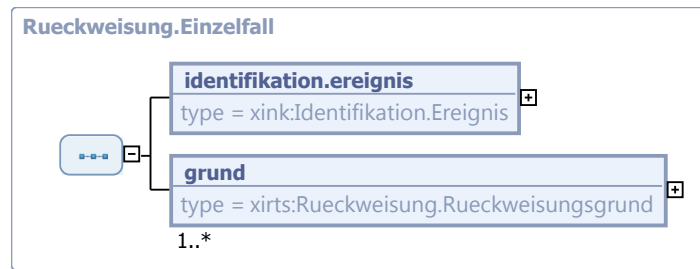 Rueckweisung.Einzelfall
identifikation.ereignis
type = xink:Identifikation.Ereignis
grund
type = xirts:Rueckweisung.Rueckweisungsgrund
1..*